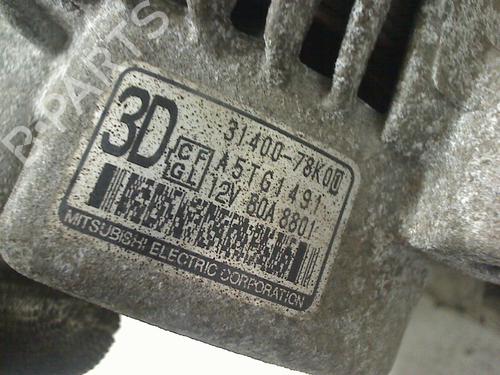 B-PARTS
3D
31400-78K00
CF
GL
A5TG1491
12V 80A 8801
MITSUBISHI ELECTRIC CORPORATION